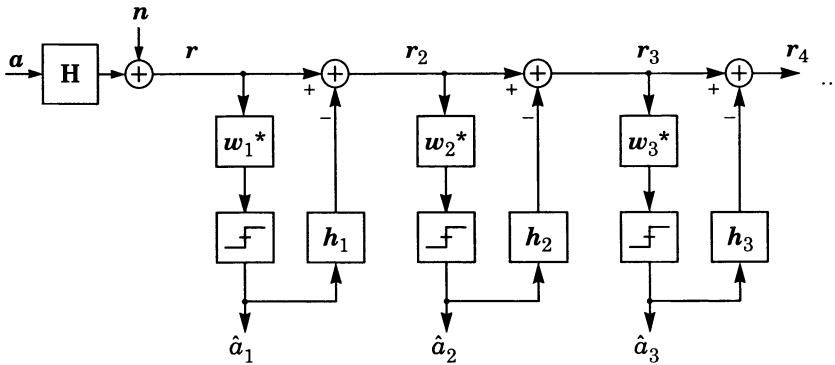 n
a H + r + - r₂ + - r₃ + - r₄ ..
w₁* w₂* w₃*
h₁ h₂ h₃
â₁ â₂ â₃